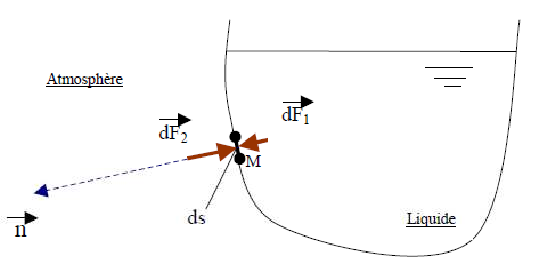 Atmosphère
dF₂
dF₁
M
n
ds
Liquide